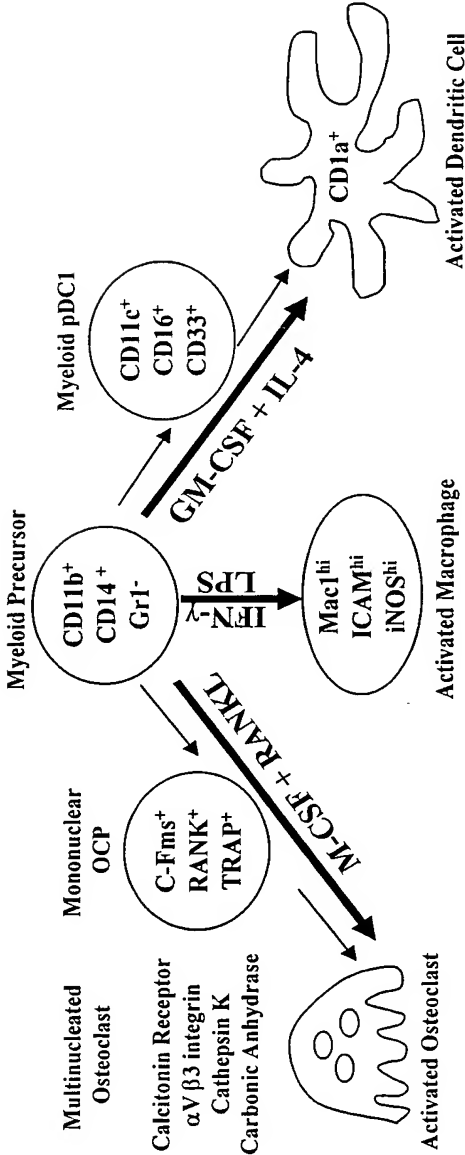 Multinucleated
Osteoclast
Calcitonin Receptor
αV β3 integrin
Cathepsin K
Carbonic Anhydrase
Activated Osteoclast
Mononuclear
OCP
C-Fms⁺
RANK⁺
TRAP⁺
M-CSF + RANKL
Myeloid Precursor
CD11b⁺
CD14⁺
Gr1⁻
IFN-γ
LPS
Mac1ʰⁱ
ICAMʰⁱ
iNOSʰⁱ
Activated Macrophage
Myeloid pDC1
CD11c⁺
CD16⁺
CD33⁺
GM-CSF + IL-4
CD1a⁺
Activated Dendritic Cell